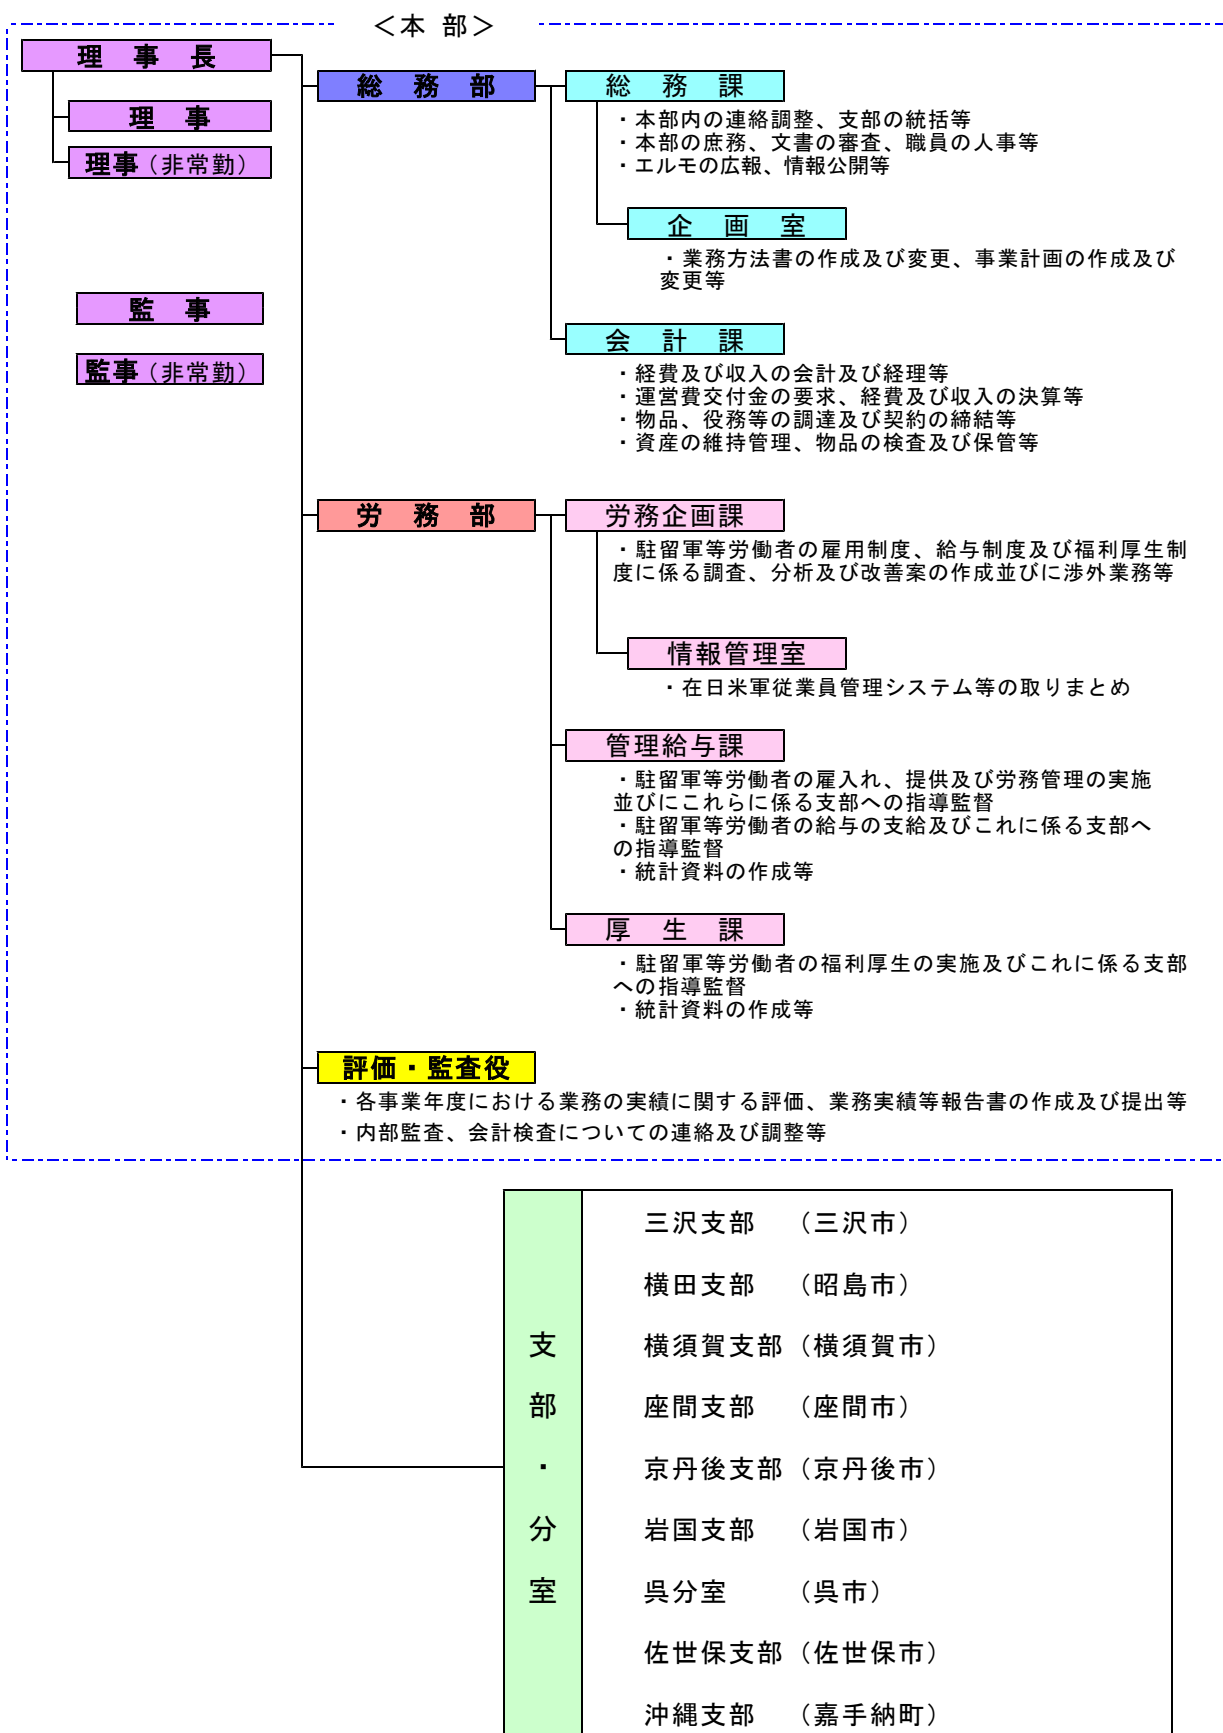 ＜本 部＞
理 事 長
理 事
理事（非常勤）
監 事
監事（非常勤）
総 務 部
総 務 課
・本部内の連絡調整、支部の統括等
・本部の庶務、文書の審査、職員の人事等
・エルモの広報、情報公開等
企 画 室
・業務方法書の作成及び変更、事業計画の作成及び
変更等
会 計 課
・経費及び収入の会計及び経理等
・運営費交付金の要求、経費及び収入の決算等
・物品、役務等の調達及び契約の締結等
・資産の維持管理、物品の検査及び保管等
労 務 部
労務企画課
・駐留軍等労働者の雇用制度、給与制度及び福利厚生制
度に係る調査、分析及び改善案の作成並びに渉外業務等
情報管理室
・在日米軍従業員管理システム等の取りまとめ
管理給与課
・駐留軍等労働者の雇入れ、提供及び労務管理の実施
並びにこれらに係る支部への指導監督
・駐留軍等労働者の給与の支給及びこれに係る支部へ
の指導監督
・統計資料の作成等
厚 生 課
・駐留軍等労働者の福利厚生の実施及びこれに係る支部
への指導監督
・統計資料の作成等
評価・監査役
・各事業年度における業務の実績に関する評価、業務実績等報告書の作成及び提出等
・内部監査、会計検査についての連絡及び調整等
支部・分室
三沢支部 （三沢市）
横田支部 （昭島市）
横須賀支部（横須賀市）
座間支部 （座間市）
京丹後支部（京丹後市）
岩国支部 （岩国市）
呉分室 （呉市）
佐世保支部（佐世保市）
沖縄支部 （嘉手納町）